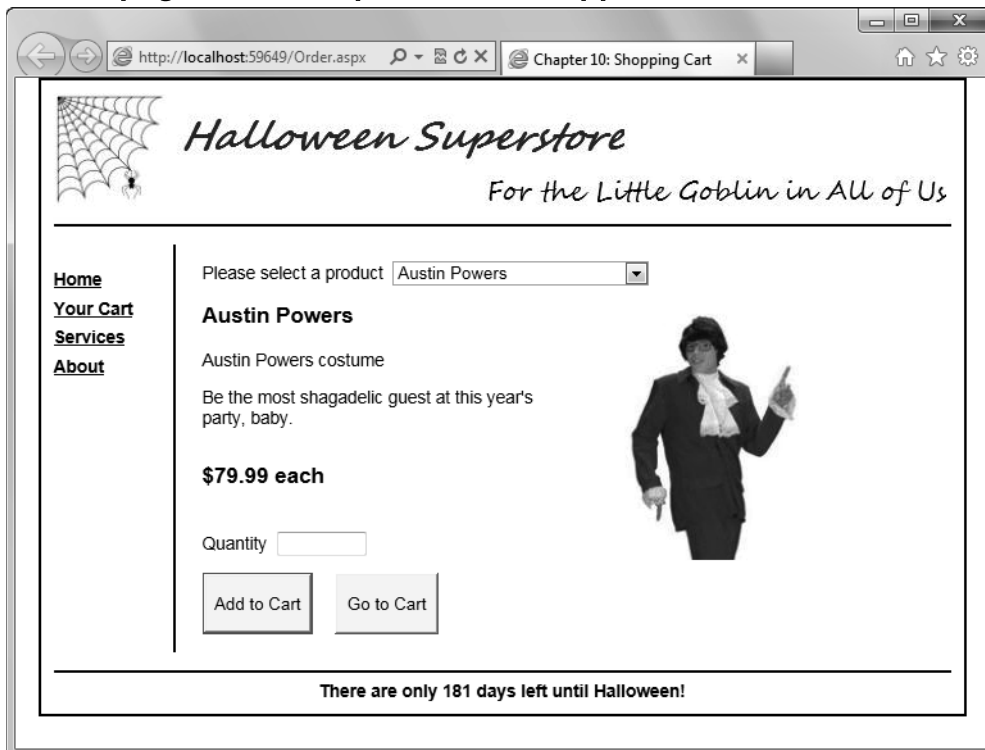 http://localhost:59649/Order.aspx
Chapter 10: Shopping Cart
Halloween Superstore
For the Little Goblin in All of Us
Home
Your Cart
Services
About
Please select a product Austin Powers
Austin Powers
Austin Powers costume
Be the most shagadelic guest at this year's
party, baby.
$79.99 each
Quantity
Add to Cart Go to Cart
There are only 181 days left until Halloween!